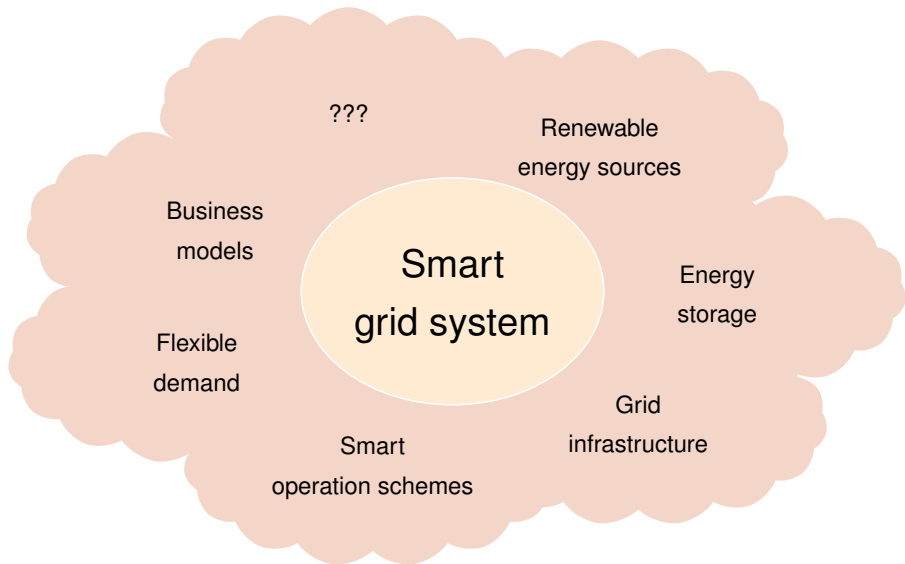 ???
Renewable
energy sources
Business
models
Smart
grid system
Energy
storage
Flexible
demand
Grid
infrastructure
Smart
operation schemes